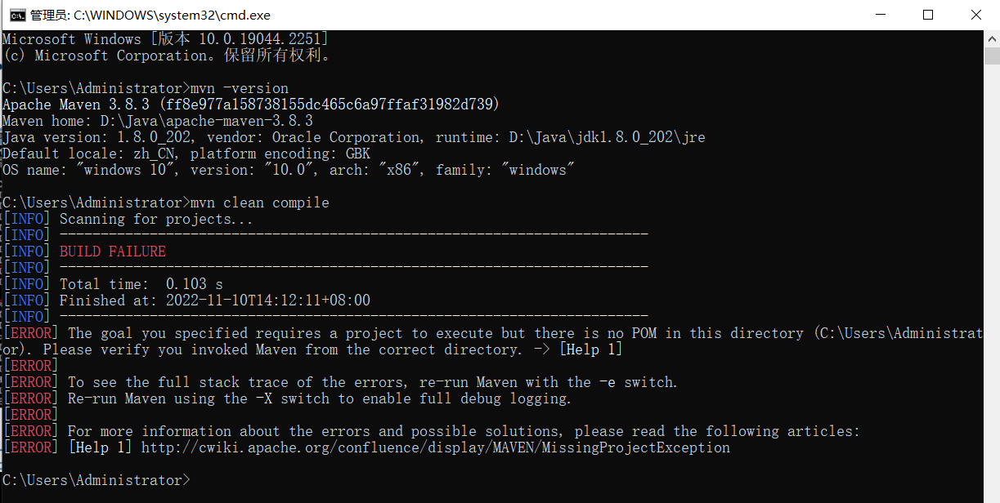 管理员: C:\WINDOWS\system32\cmd.exe
Microsoft Windows [版本 10.0.19044.2251]
(c) Microsoft Corporation。保留所有权利。
C:\Users\Administrator>mvn -version
Apache Maven 3.8.3 (ff8e977a158738155dc465c6a97ffaf31982d739)
Maven home: D:\Java\apache-maven-3.8.3
Java version: 1.8.0_202, vendor: Oracle Corporation, runtime: D:\Java\jdk1.8.0_202\jre
Default locale: zh_CN, platform encoding: GBK
OS name: "windows 10", version: "10.0", arch: "x86", family: "windows"
C:\Users\Administrator>mvn clean compile
[INFO] Scanning for projects...
[INFO] ------------------------------------------------------------------------
[INFO] BUILD FAILURE
[INFO] ------------------------------------------------------------------------
[INFO] Total time:  0.103 s
[INFO] Finished at: 2022-11-10T14:12:11+08:00
[INFO] ------------------------------------------------------------------------
[ERROR] The goal you specified requires a project to execute but there is no POM in this directory (C:\Users\Administrat
or). Please verify you invoked Maven from the correct directory. -> [Help 1]
[ERROR]
[ERROR] To see the full stack trace of the errors, re-run Maven with the -e switch.
[ERROR] Re-run Maven using the -X switch to enable full debug logging.
[ERROR]
[ERROR] For more information about the errors and possible solutions, please read the following articles:
[ERROR] [Help 1] http://cwiki.apache.org/confluence/display/MAVEN/MissingProjectException
C:\Users\Administrator>